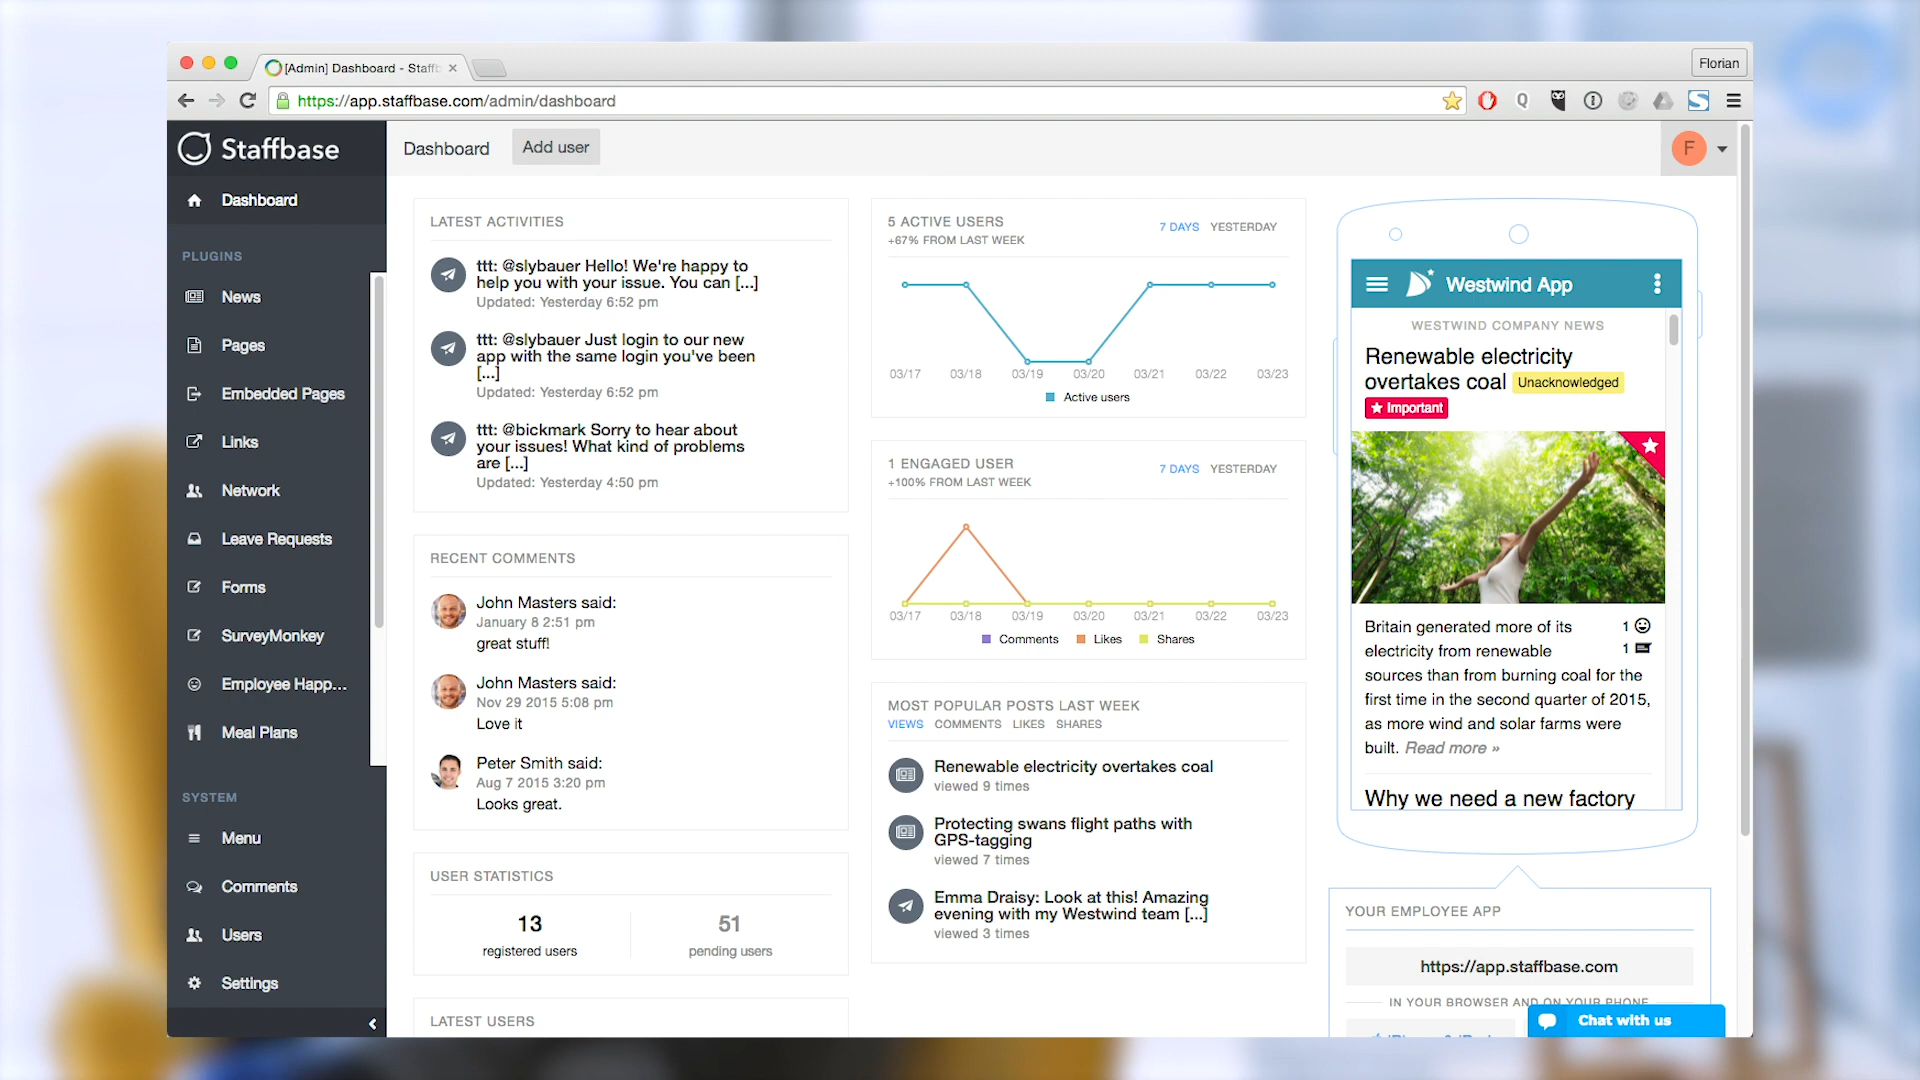 [Admin] Dashboard - Staffb
Florian
https://app.staffbase.com/admin/dashboard
Staffbase
Dashboard
Add user
F
Dashboard
PLUGINS
News
Pages
Embedded Pages
Links
Network
Leave Requests
Forms
SurveyMonkey
Employee Happ...
Meal Plans
SYSTEM
Menu
Comments
Users
Settings
LATEST ACTIVITIES
ttt: @slybauer Hello! We're happy to
help you with your issue. You can [...]
Updated: Yesterday 6:52 pm
ttt: @slybauer Just login to our new
app with the same login you've been
[...]
Updated: Yesterday 6:52 pm
ttt: @bickmark Sorry to hear about
your issues! What kind of problems
are [...]
Updated: Yesterday 4:50 pm
RECENT COMMENTS
John Masters said:
January 8 2:51 pm
great stuff!
John Masters said:
Nov 29 2015 5:08 pm
Love it
Peter Smith said:
Aug 7 2015 3:20 pm
Looks great.
USER STATISTICS
13
registered users
51
pending users
LATEST USERS
5 ACTIVE USERS
+67% FROM LAST WEEK
7 DAYS YESTERDAY
03/17 03/18 03/19 03/20 03/21 03/22 03/23
Active users
1 ENGAGED USER
+100% FROM LAST WEEK
7 DAYS YESTERDAY
03/17 03/18 03/19 03/20 03/21 03/22 03/23
Comments Likes Shares
MOST POPULAR POSTS LAST WEEK
VIEWS COMMENTS LIKES SHARES
Renewable electricity overtakes coal
viewed 9 times
Protecting swans flight paths with
GPS-tagging
viewed 7 times
Emma Draisy: Look at this! Amazing
evening with my Westwind team [...]
viewed 3 times
Westwind App
WESTWIND COMPANY NEWS
Renewable electricity
overtakes coal Unacknowledged
Important
Britain generated more of its
electricity from renewable
sources than from burning coal for the
first time in the second quarter of 2015,
as more wind and solar farms were
built. Read more »
1
1
Why we need a new factory
YOUR EMPLOYEE APP
https://app.staffbase.com
IN YOUR BROWSER AND ON YOUR PHONE
Chat with us